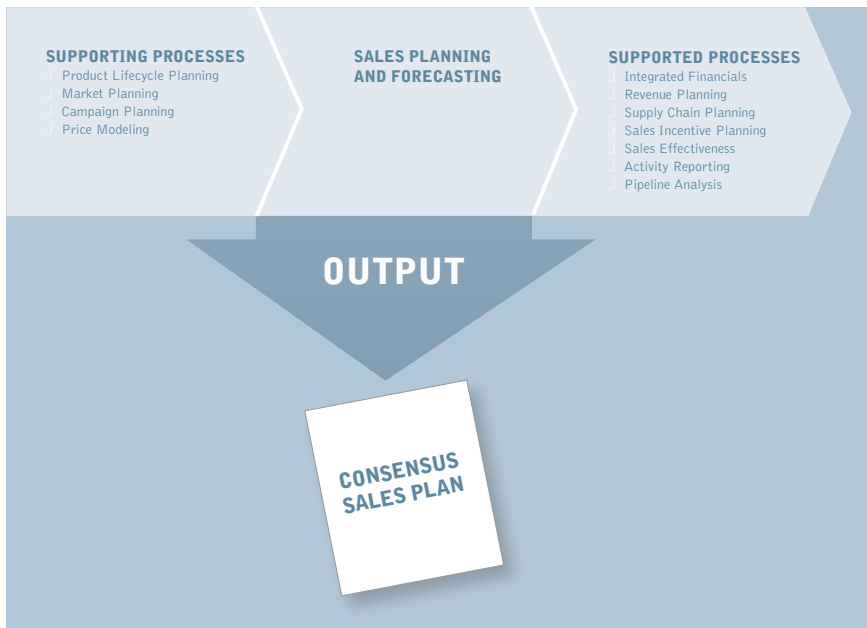 SUPPORTING PROCESSES
Product Lifecycle Planning
Market Planning
Campaign Planning
Price Modeling
SALES PLANNING
AND FORECASTING
SUPPORTED PROCESSES
Integrated Financials
Revenue Planning
Supply Chain Planning
Sales Incentive Planning
Sales Effectiveness
Activity Reporting
Pipeline Analysis
OUTPUT
CONSENSUS
SALES PLAN